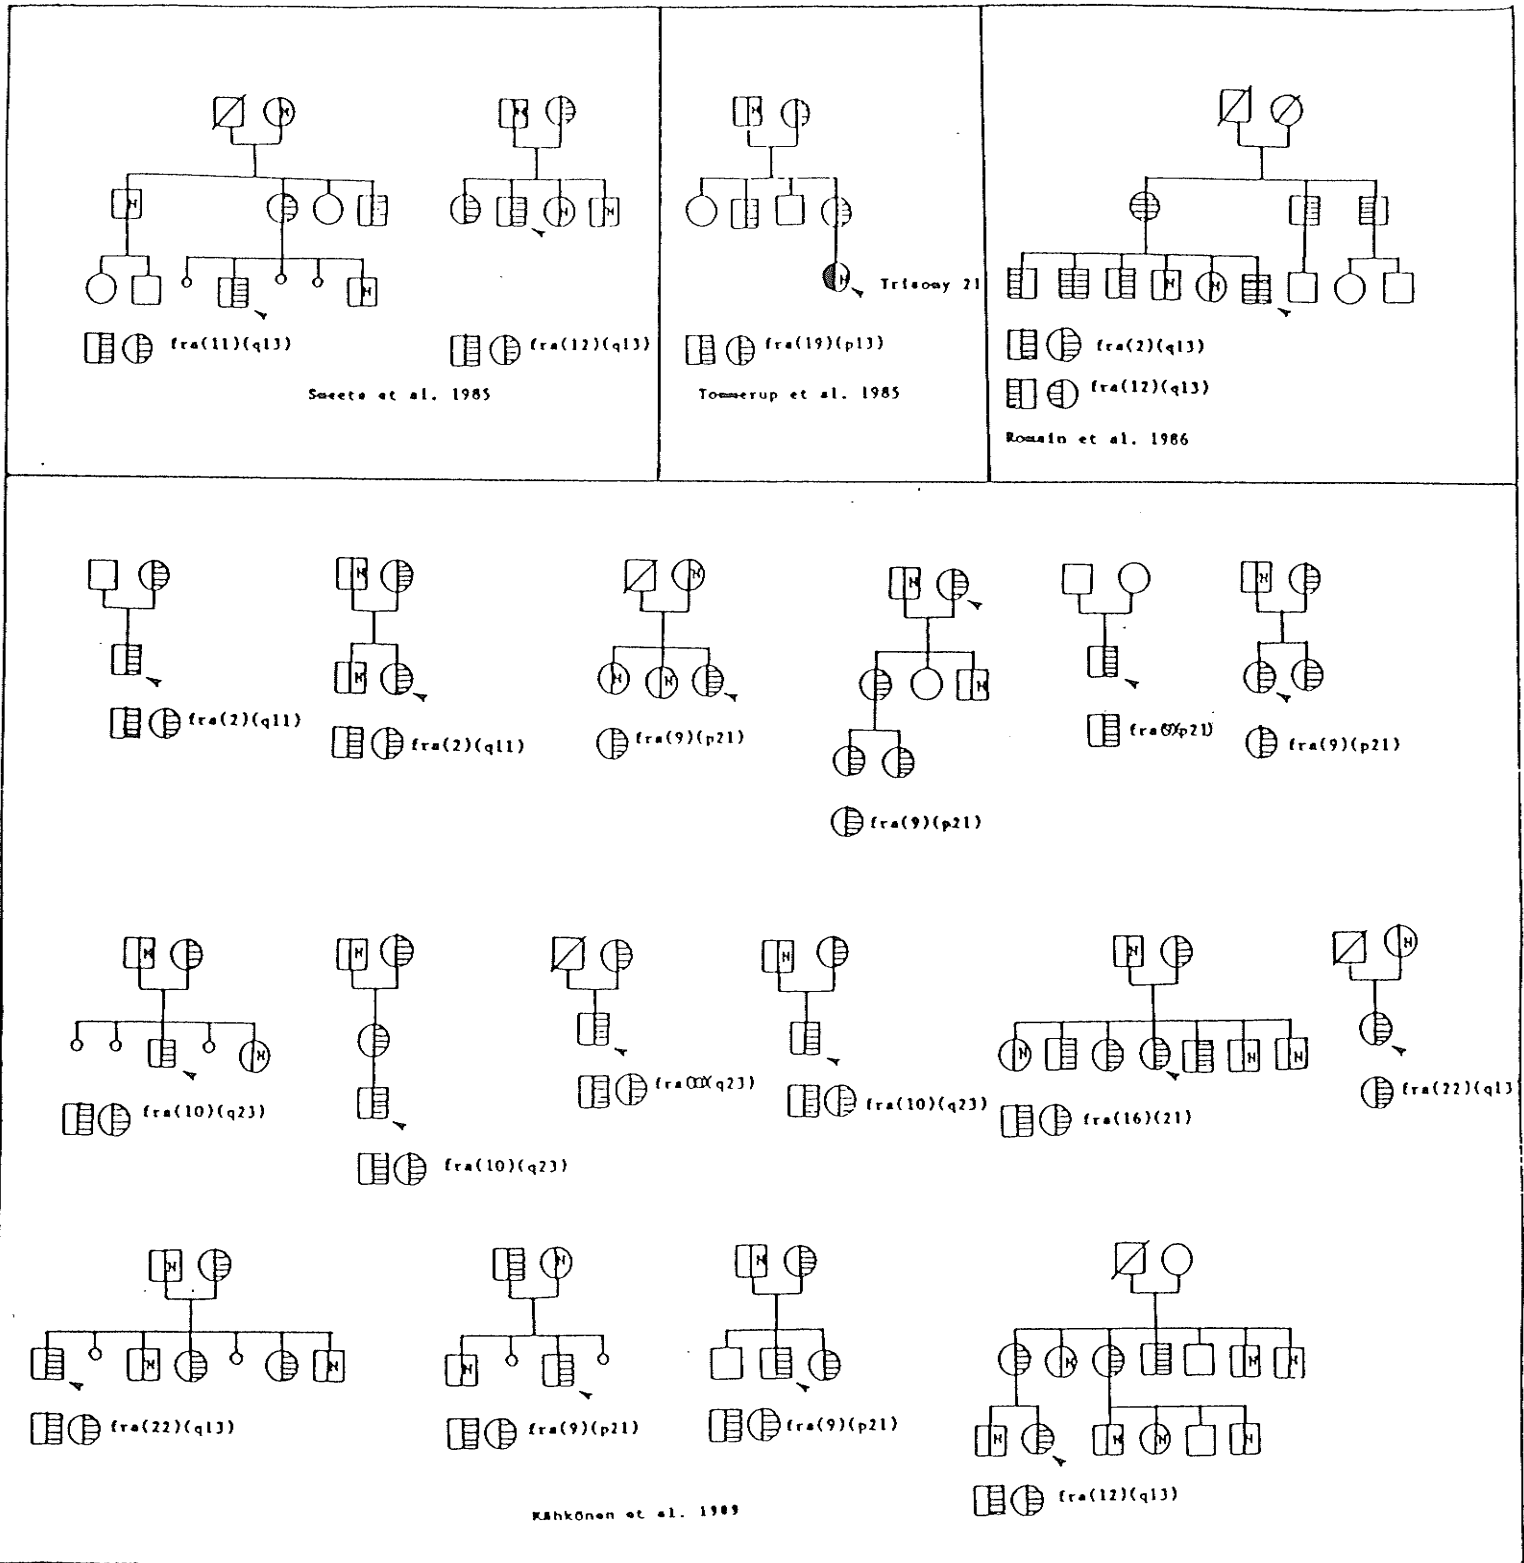 Trisomy 21
fra(11)(q13)
fra(12)(q13)
fra(19)(p13)
fra(2)(q13)
fra(12)(q13)
Smeets et al. 1985
Tommerup et al. 1985
Romain et al. 1986
fra(2)(q11)
fra(2)(q11)
fra(9)(p21)
fra(9)(p21)
fra(9)(p21)
fra(9)(p21)
fra(10)(q23)
fra(10)(q23)
(q23)
fra(10)(q23)
fra(16)(21)
fra(22)(q13
fra(22)(q13)
fra(9)(p21)
fra(9)(p21)
fra(12)(q13)
Kähkönen et al. 1989